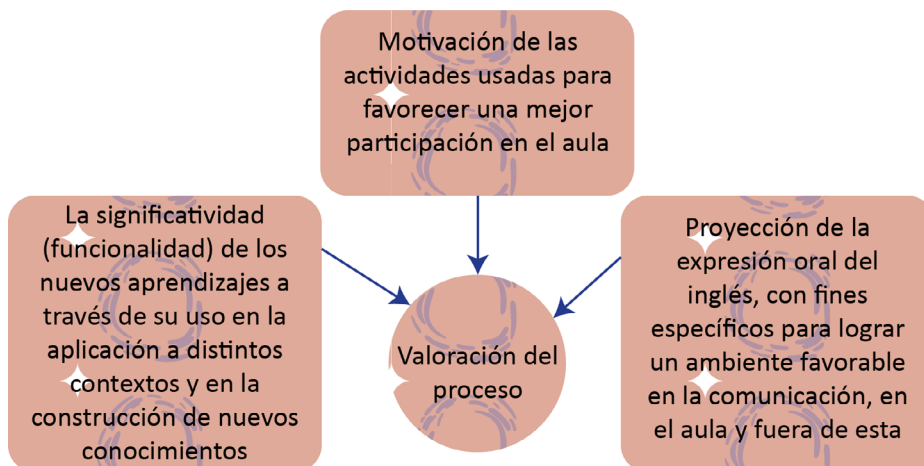 Motivación de las
actividades usadas para
favorecer una mejor
participación en el aula
La significatividad
(funcionalidad) de los
nuevos aprendizajes a
través de su uso en la
aplicación a distintos
contextos y en la
construcción de nuevos
conocimientos
Valoración del
proceso
Proyección de la
expresión oral del
inglés, con fines
específicos para lograr
un ambiente favorable
en la comunicación, en
el aula y fuera de esta